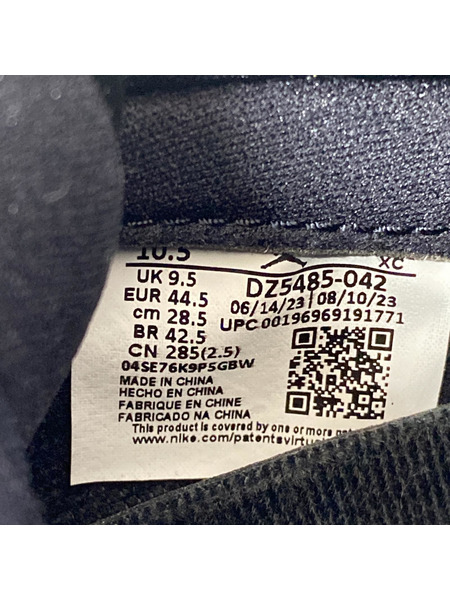 10.5 XC
UK 9.5 DZ5485-042
EUR 44.5 06/14/23 | 08/10/23
cm 28.5 UPC 00196969191771
BR 42.5
CN 285(2.5)
04SE76K9P5GBW
MADE IN CHINA
HECHO EN CHINA
FABRIQUE EN CHINE
FABRICADO NA CHINA
This product is covered by one or more
www.nike.com/patents